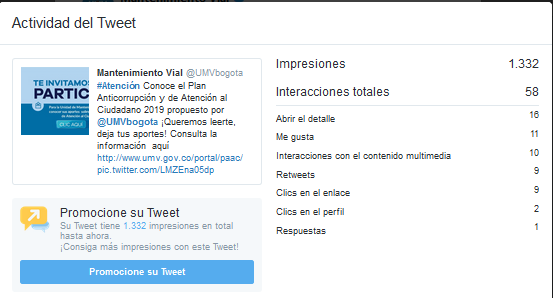 Mantenimiento Vial
Actividad del Tweet
TE INVITAMOS
PARTIC
AQUÍ
Mantenimiento Vial @UMVbogota
#Atención Conoce el Plan
Anticorrupción y de Atención al
Ciudadano 2019 propuesto por
@UMVbogota ¡Queremos leerte,
deja tus aportes! Consulta la
información aquí
http://www.umv.gov.co/portal/paac/
pic.twitter.com/LMZEna05dp
Promocione su Tweet
Su Tweet tiene 1.332 impresiones en total
hasta ahora.
¡Consiga más impresiones con este Tweet!
Promocione su Tweet
Impresiones 1.332
Interacciones totales 58
Abrir el detalle 16
Me gusta 11
Interacciones con el contenido multimedia 10
Retweets 9
Clics en el enlace 9
Clics en el perfil 2
Respuestas 1